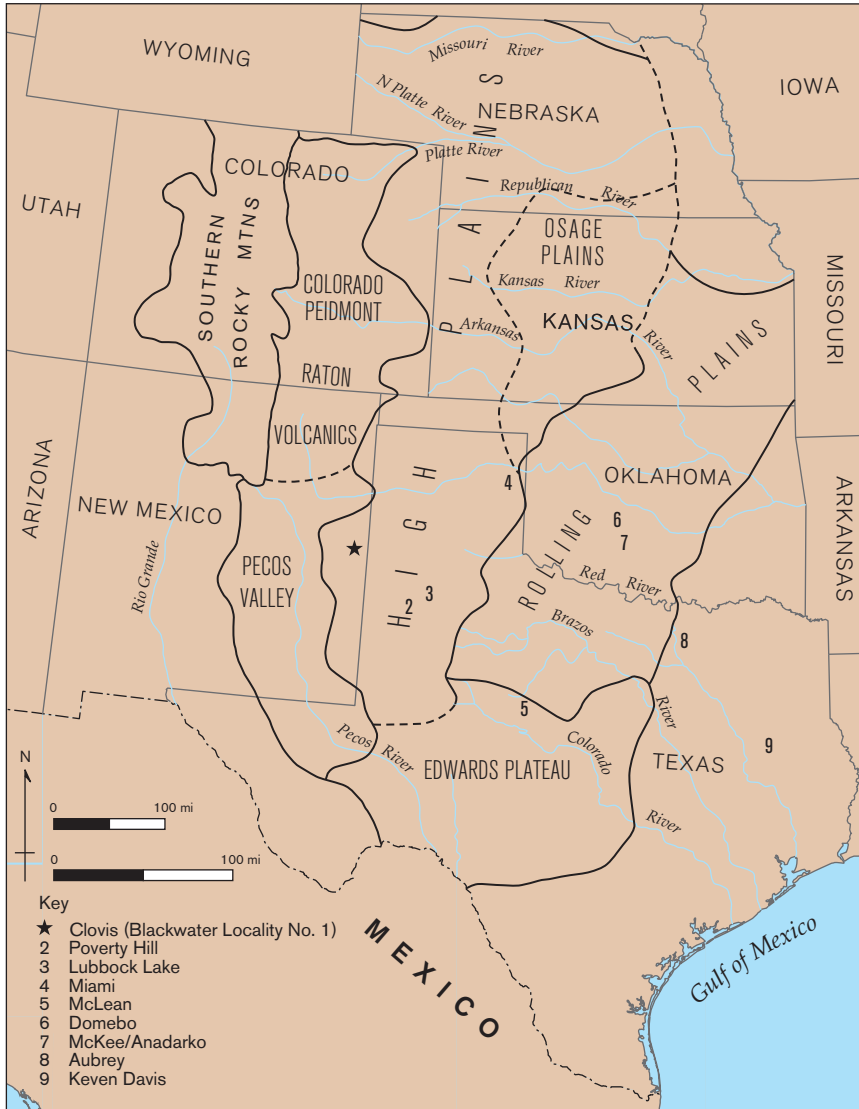 WYOMING
Missouri River
IOWA
N Platte River
NEBRASKA
COLORADO
Platte River
UTAH
Republican River
SOUTHERN
ROCKY MTNS
OSAGE
PLAINS
COLORADO
PEIDMONT
Kansas River
MISSOURI
Arkansas River
KANSAS
PLAINS
RATON
VOLCANICS
HIGH PLAINS
4
OKLAHOMA
ARIZONA
NEW MEXICO
ARKANSAS
6
7
ROLLING
PECOS
VALLEY
Rio Grande
Red River
2
3
Brazos River
8
5
Pecos River
Colorado River
EDWARDS PLATEAU
TEXAS
9
N
0 100 mi
0 100 mi
MEXICO
Gulf of Mexico
Key
★ Clovis (Blackwater Locality No. 1)
2 Poverty Hill
3 Lubbock Lake
4 Miami
5 McLean
6 Domebo
7 McKee/Anadarko
8 Aubrey
9 Keven Davis